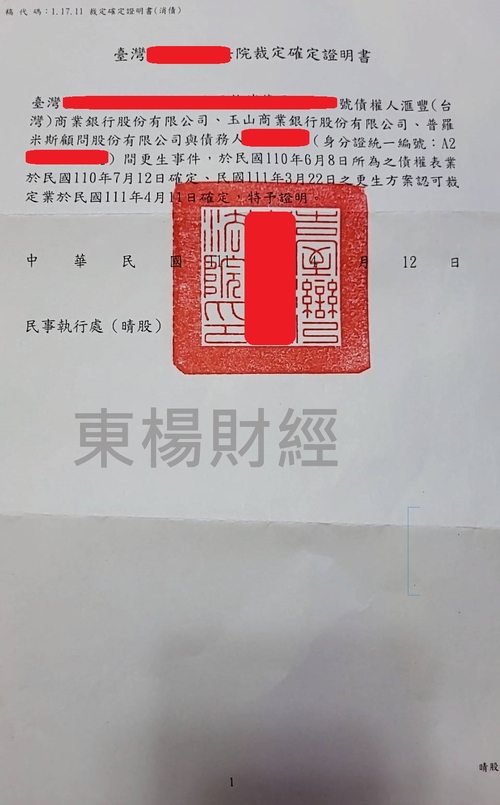 稿代碼：1.17.11 裁定確定證明書(消債)
臺灣 院裁定確定證明書
臺灣 號債權人滙豐(台
灣)商業銀行股份有限公司、玉山商業銀行股份有限公司、普羅
米斯顧問股份有限公司與債務人 (身分證統一編號：A2
) 間更生事件，於民國110年6月8日所為之債權表業
於民國110年7月12日確定、民國111年3月22日之更生方案認可裁
定業於民國111年4月11日確定，特予證明。
中華民國 4月12日
民事執行處（晴股）
東楊財經
晴股
1